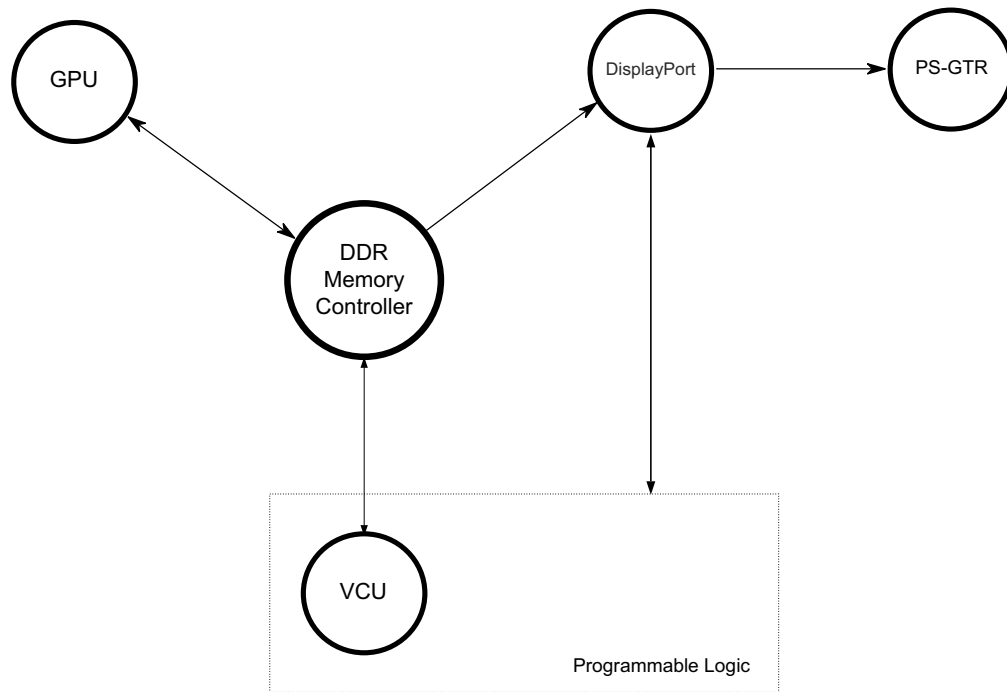 GPU
DisplayPort
PS-GTR
DDR
Memory
Controller
VCU
Programmable Logic